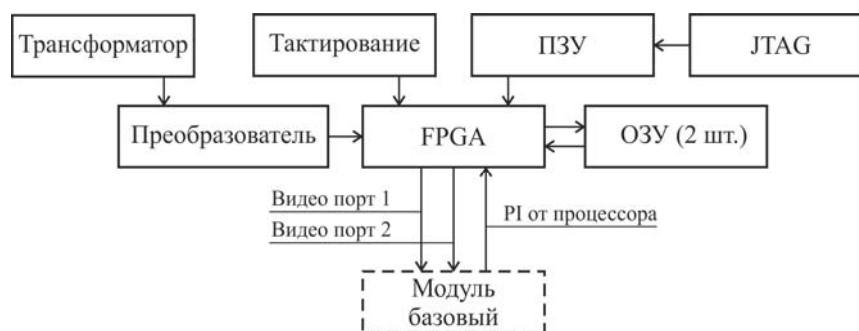 Трансформатор
Тактирование
ПЗУ
JTAG
Преобразователь
FPGA
ОЗУ (2 шт.)
Видео порт 1
Видео порт 2
PI от процессора
Модуль
базовый